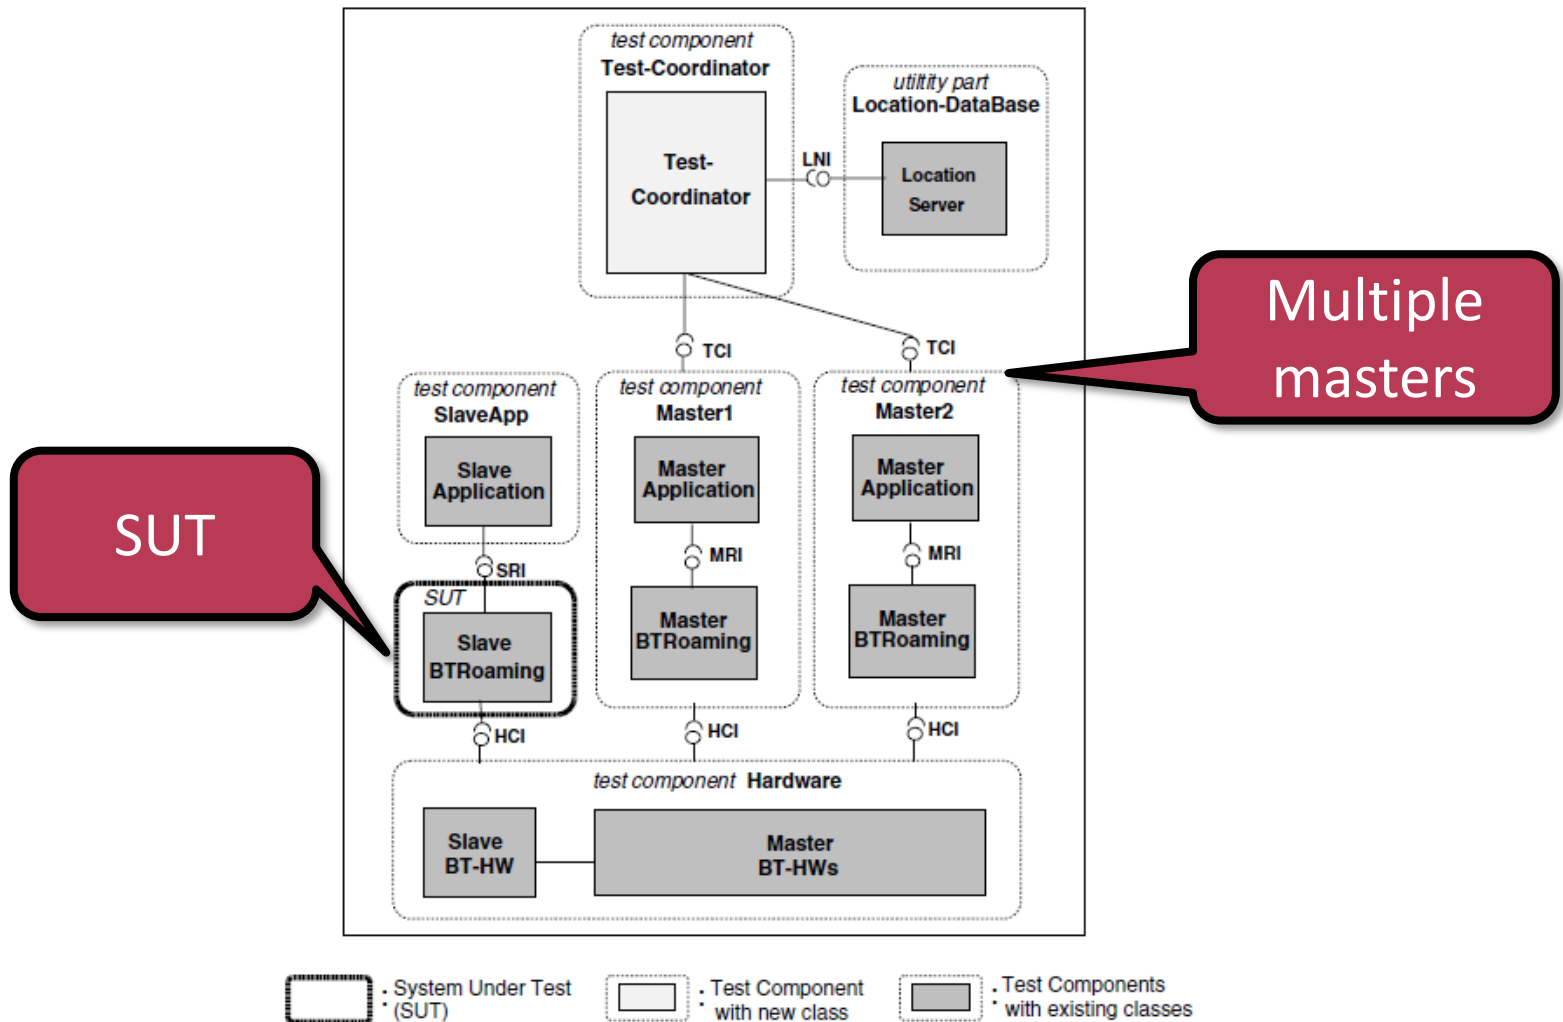 test component
Test-Coordinator
Test-
Coordinator
utiltity part
Location-DataBase
LNI
Location
Server
Multiple
masters
TCI
TCI
test component
SlaveApp
Slave
Application
test component
Master1
Master
Application
test component
Master2
Master
Application
SUT
SRI
MRI
MRI
SUT
Slave
BTRoaming
Master
BTRoaming
Master
BTRoaming
HCI
HCI
HCI
test component Hardware
Slave
BT-HW
Master
BT-HWs
: System Under Test
(SUT)
: Test Component
with new class
: Test Components
with existing classes